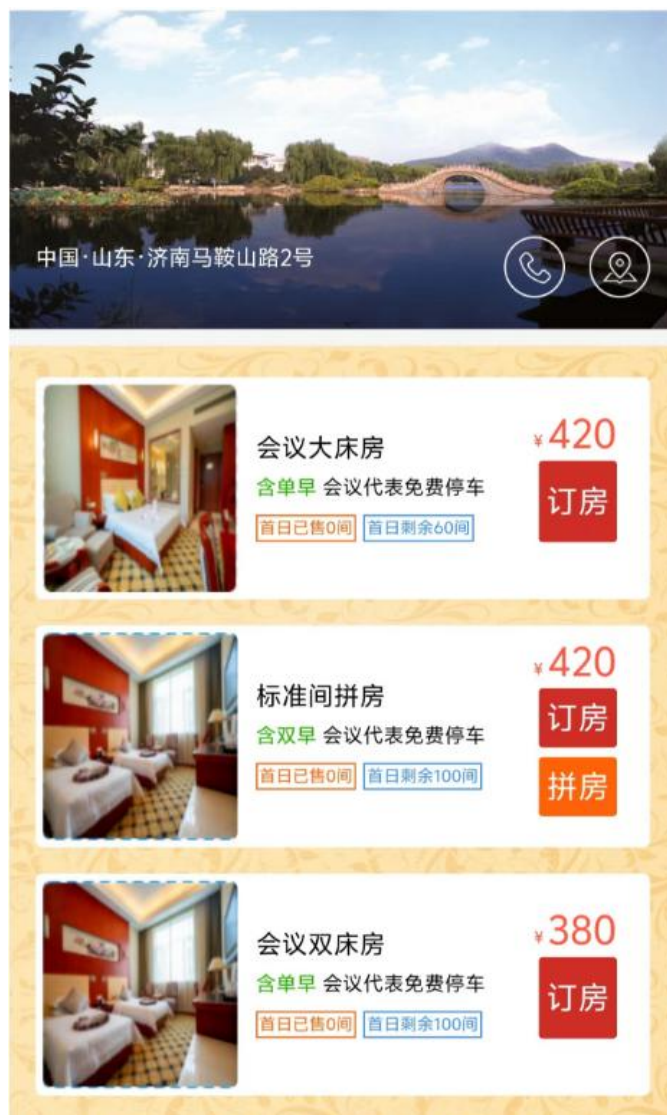 中国·山东·济南马鞍山路2号
会议大床房
¥420
含单早 会议代表免费停车
订房
首日已售0间 首日剩余60间
标准间拼房
¥420
含双早 会议代表免费停车
订房
首日已售0间 首日剩余100间
拼房
会议双床房
¥380
含单早 会议代表免费停车
订房
首日已售0间 首日剩余100间